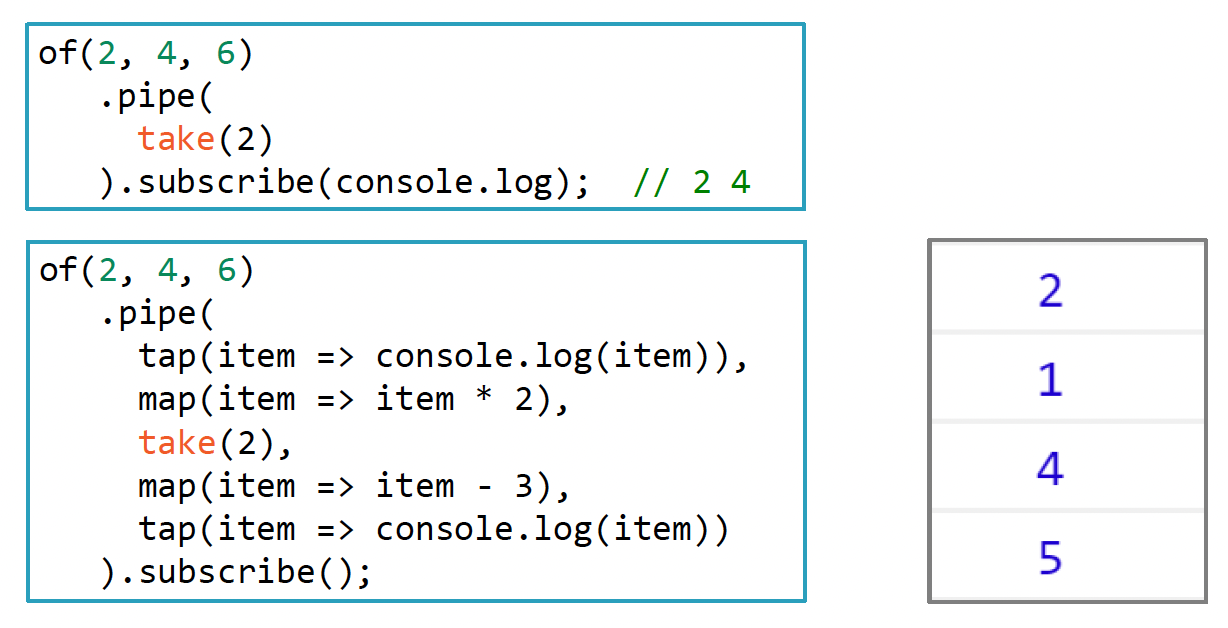 of(2, 4, 6)
   .pipe(
     take(2)
   ).subscribe(console.log);  // 2 4
of(2, 4, 6)
   .pipe(
     tap(item => console.log(item)),
     map(item => item * 2),
     take(2),
     map(item => item - 3),
     tap(item => console.log(item))
   ).subscribe();
2
1
4
5